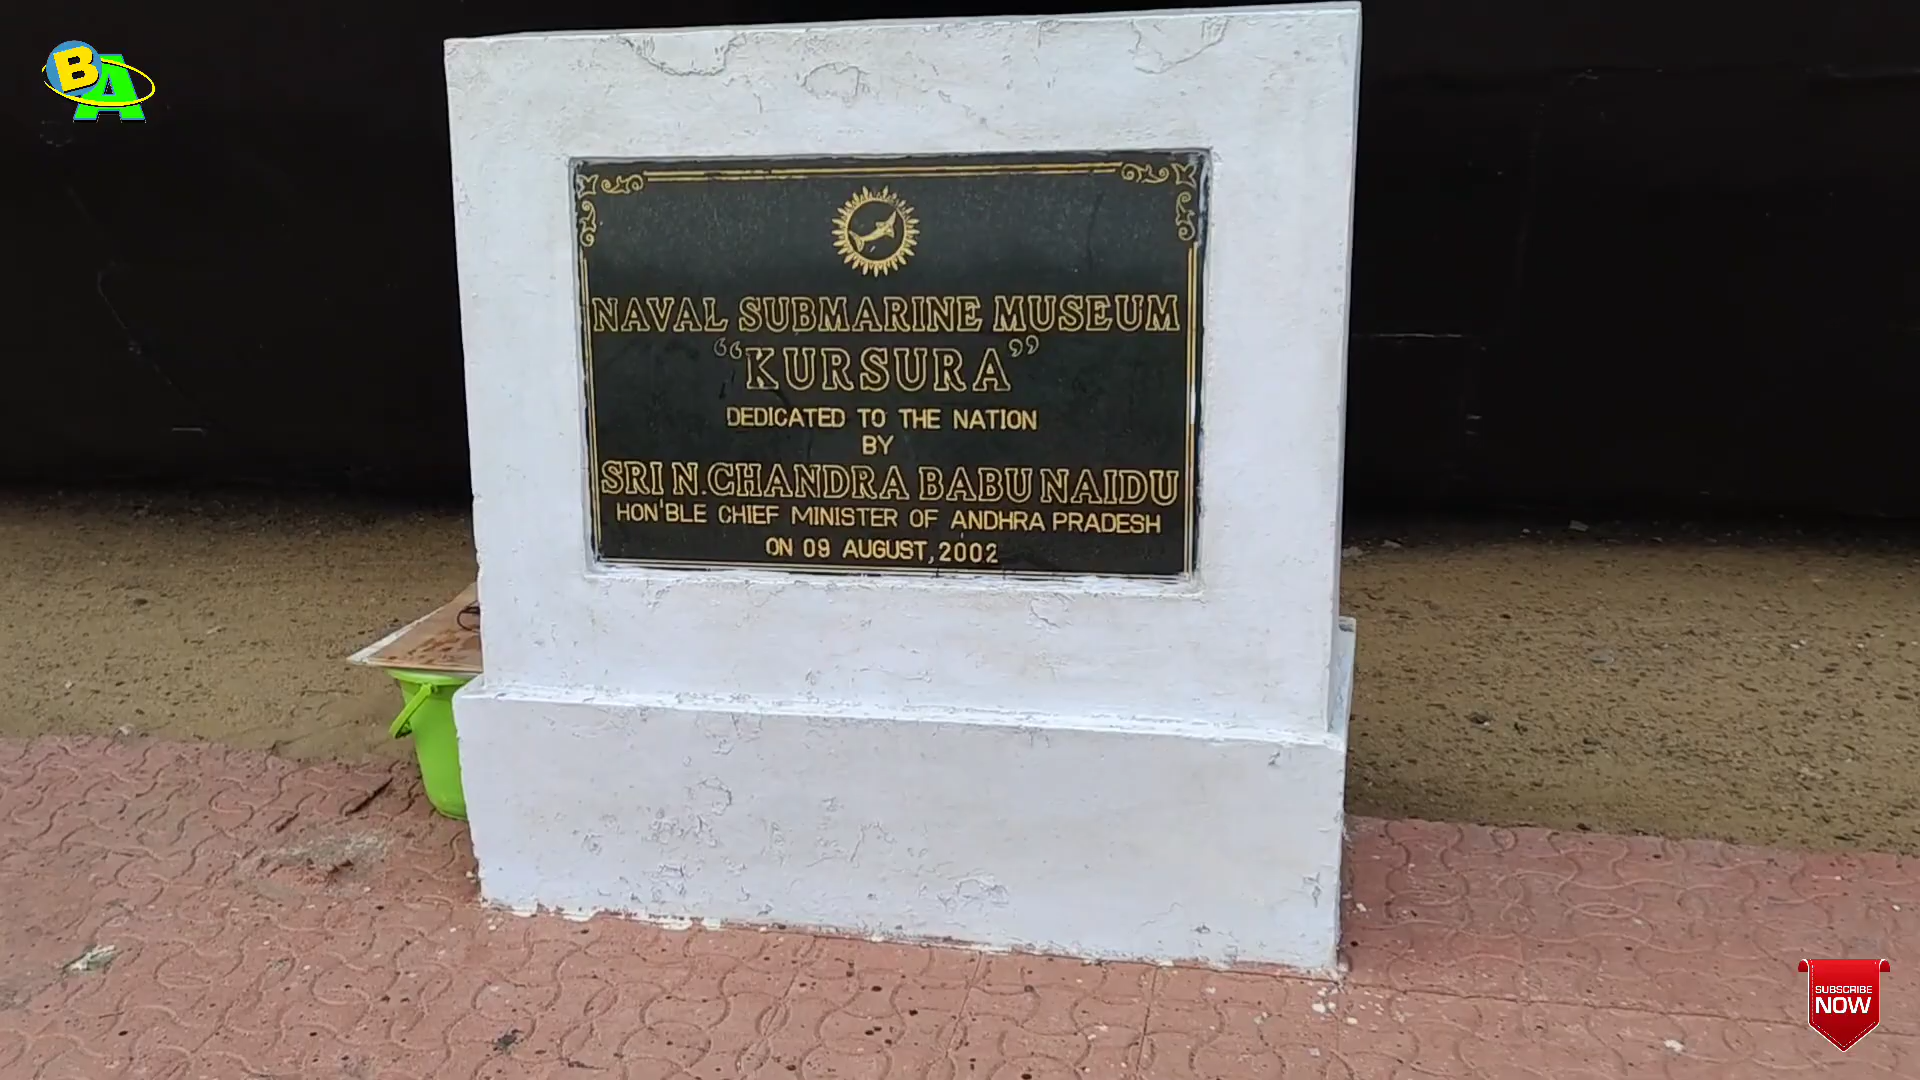 BA
NAVAL SUBMARINE MUSEUM
“KURSURA”
DEDICATED TO THE NATION
BY
SRI N. CHANDRA BABU NAIDU
HON'BLE CHIEF MINISTER OF ANDHRA PRADESH
ON 09 AUGUST, 2002
SUBSCRIBE
NOW